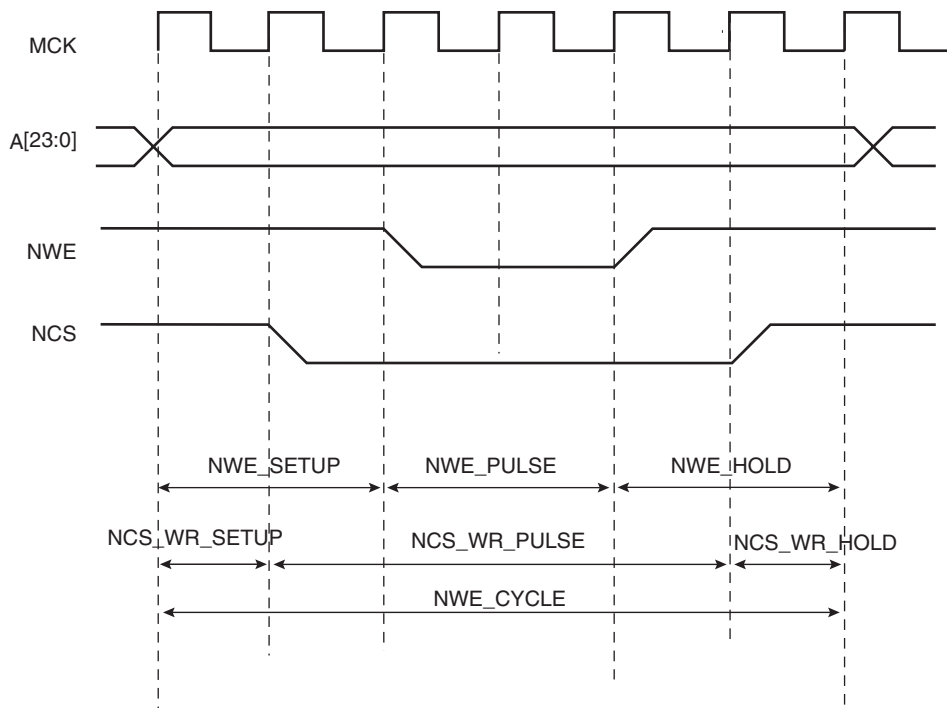 MCK
A[23:0]
NWE
NCS
NWE_SETUP NWE_PULSE NWE_HOLD
NCS_WR_SETUP NCS_WR_PULSE NCS_WR_HOLD
NWE_CYCLE